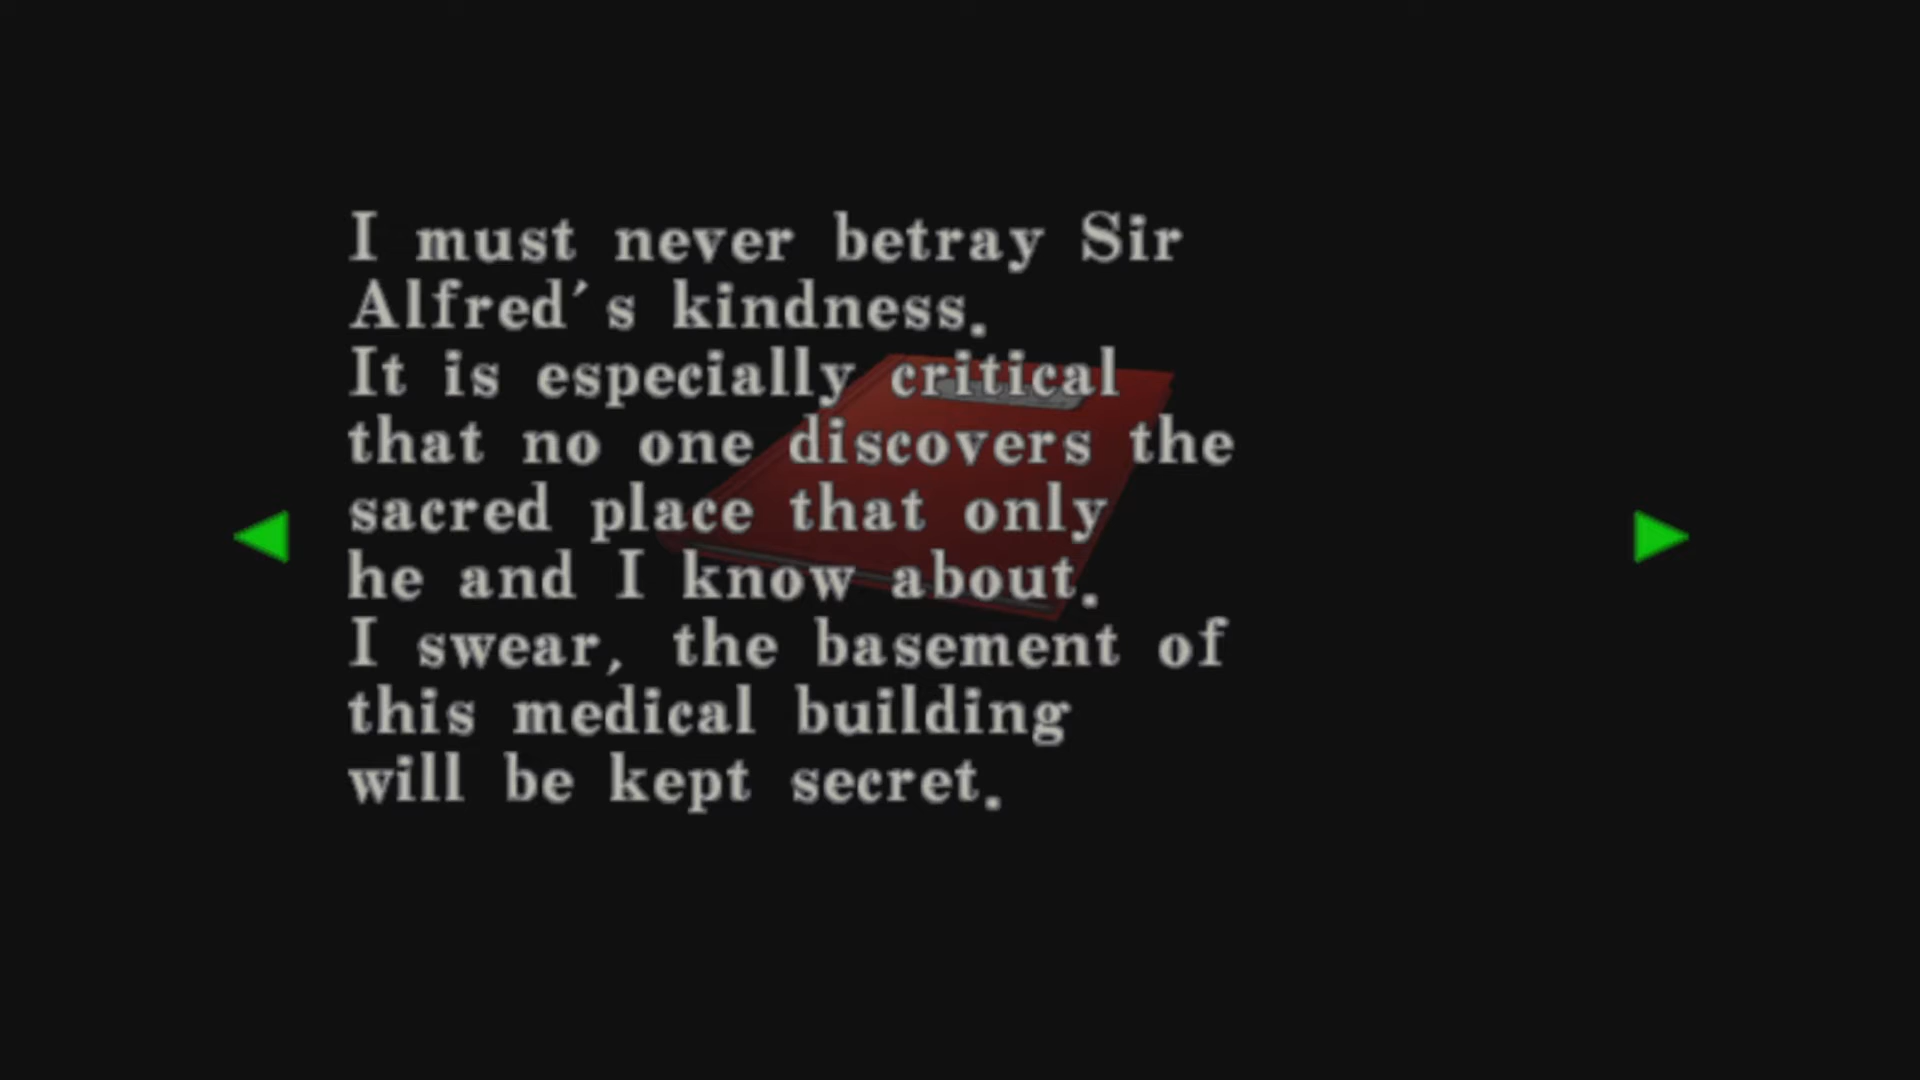 I must never betray Sir
Alfred's kindness.
It is especially critical
that no one discovers the
sacred place that only
he and I know about.
I swear, the basement of
this medical building
will be kept secret.